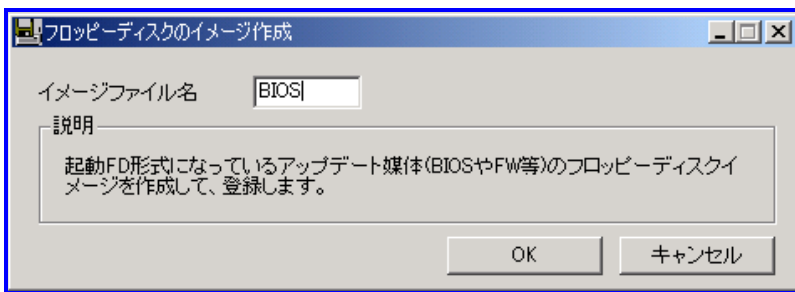 フロッピーディスクのイメージ作成
イメージファイル名 BIOS
説明
起動FD形式になっているアップデート媒体(BIOSやFW等)のフロッピーディスクイ
メージを作成して、登録します。
OK キャンセル